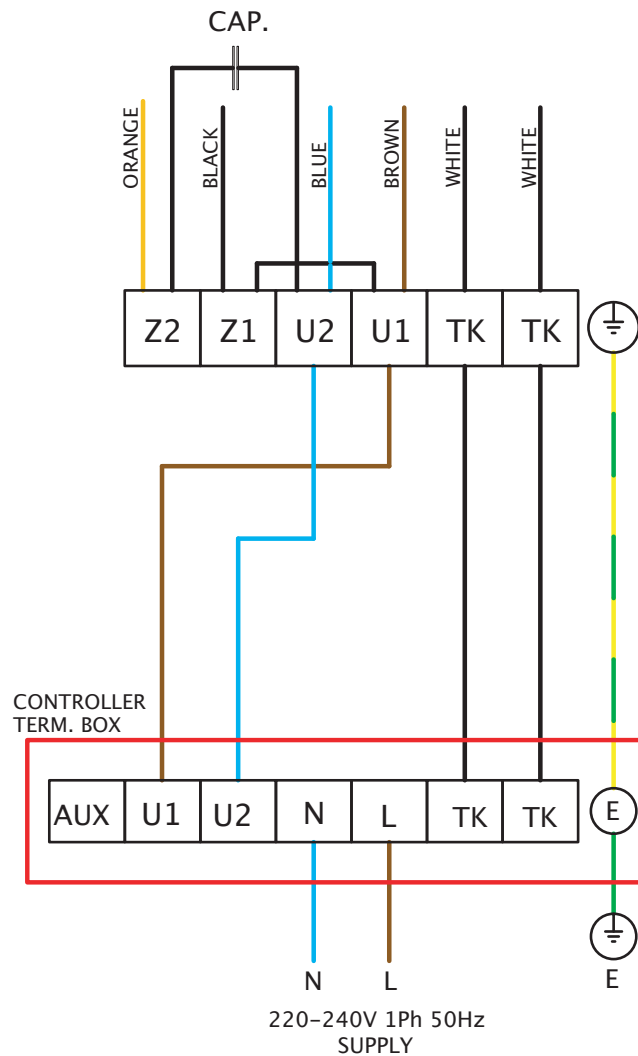 CAP.
ORANGE
BLACK
BLUE
BROWN
WHITE
WHITE
Z2 Z1 U2 U1 TK TK
CONTROLLER
TERM. BOX
AUX U1 U2 N L TK TK E
N L E
220-240V 1Ph 50Hz
SUPPLY